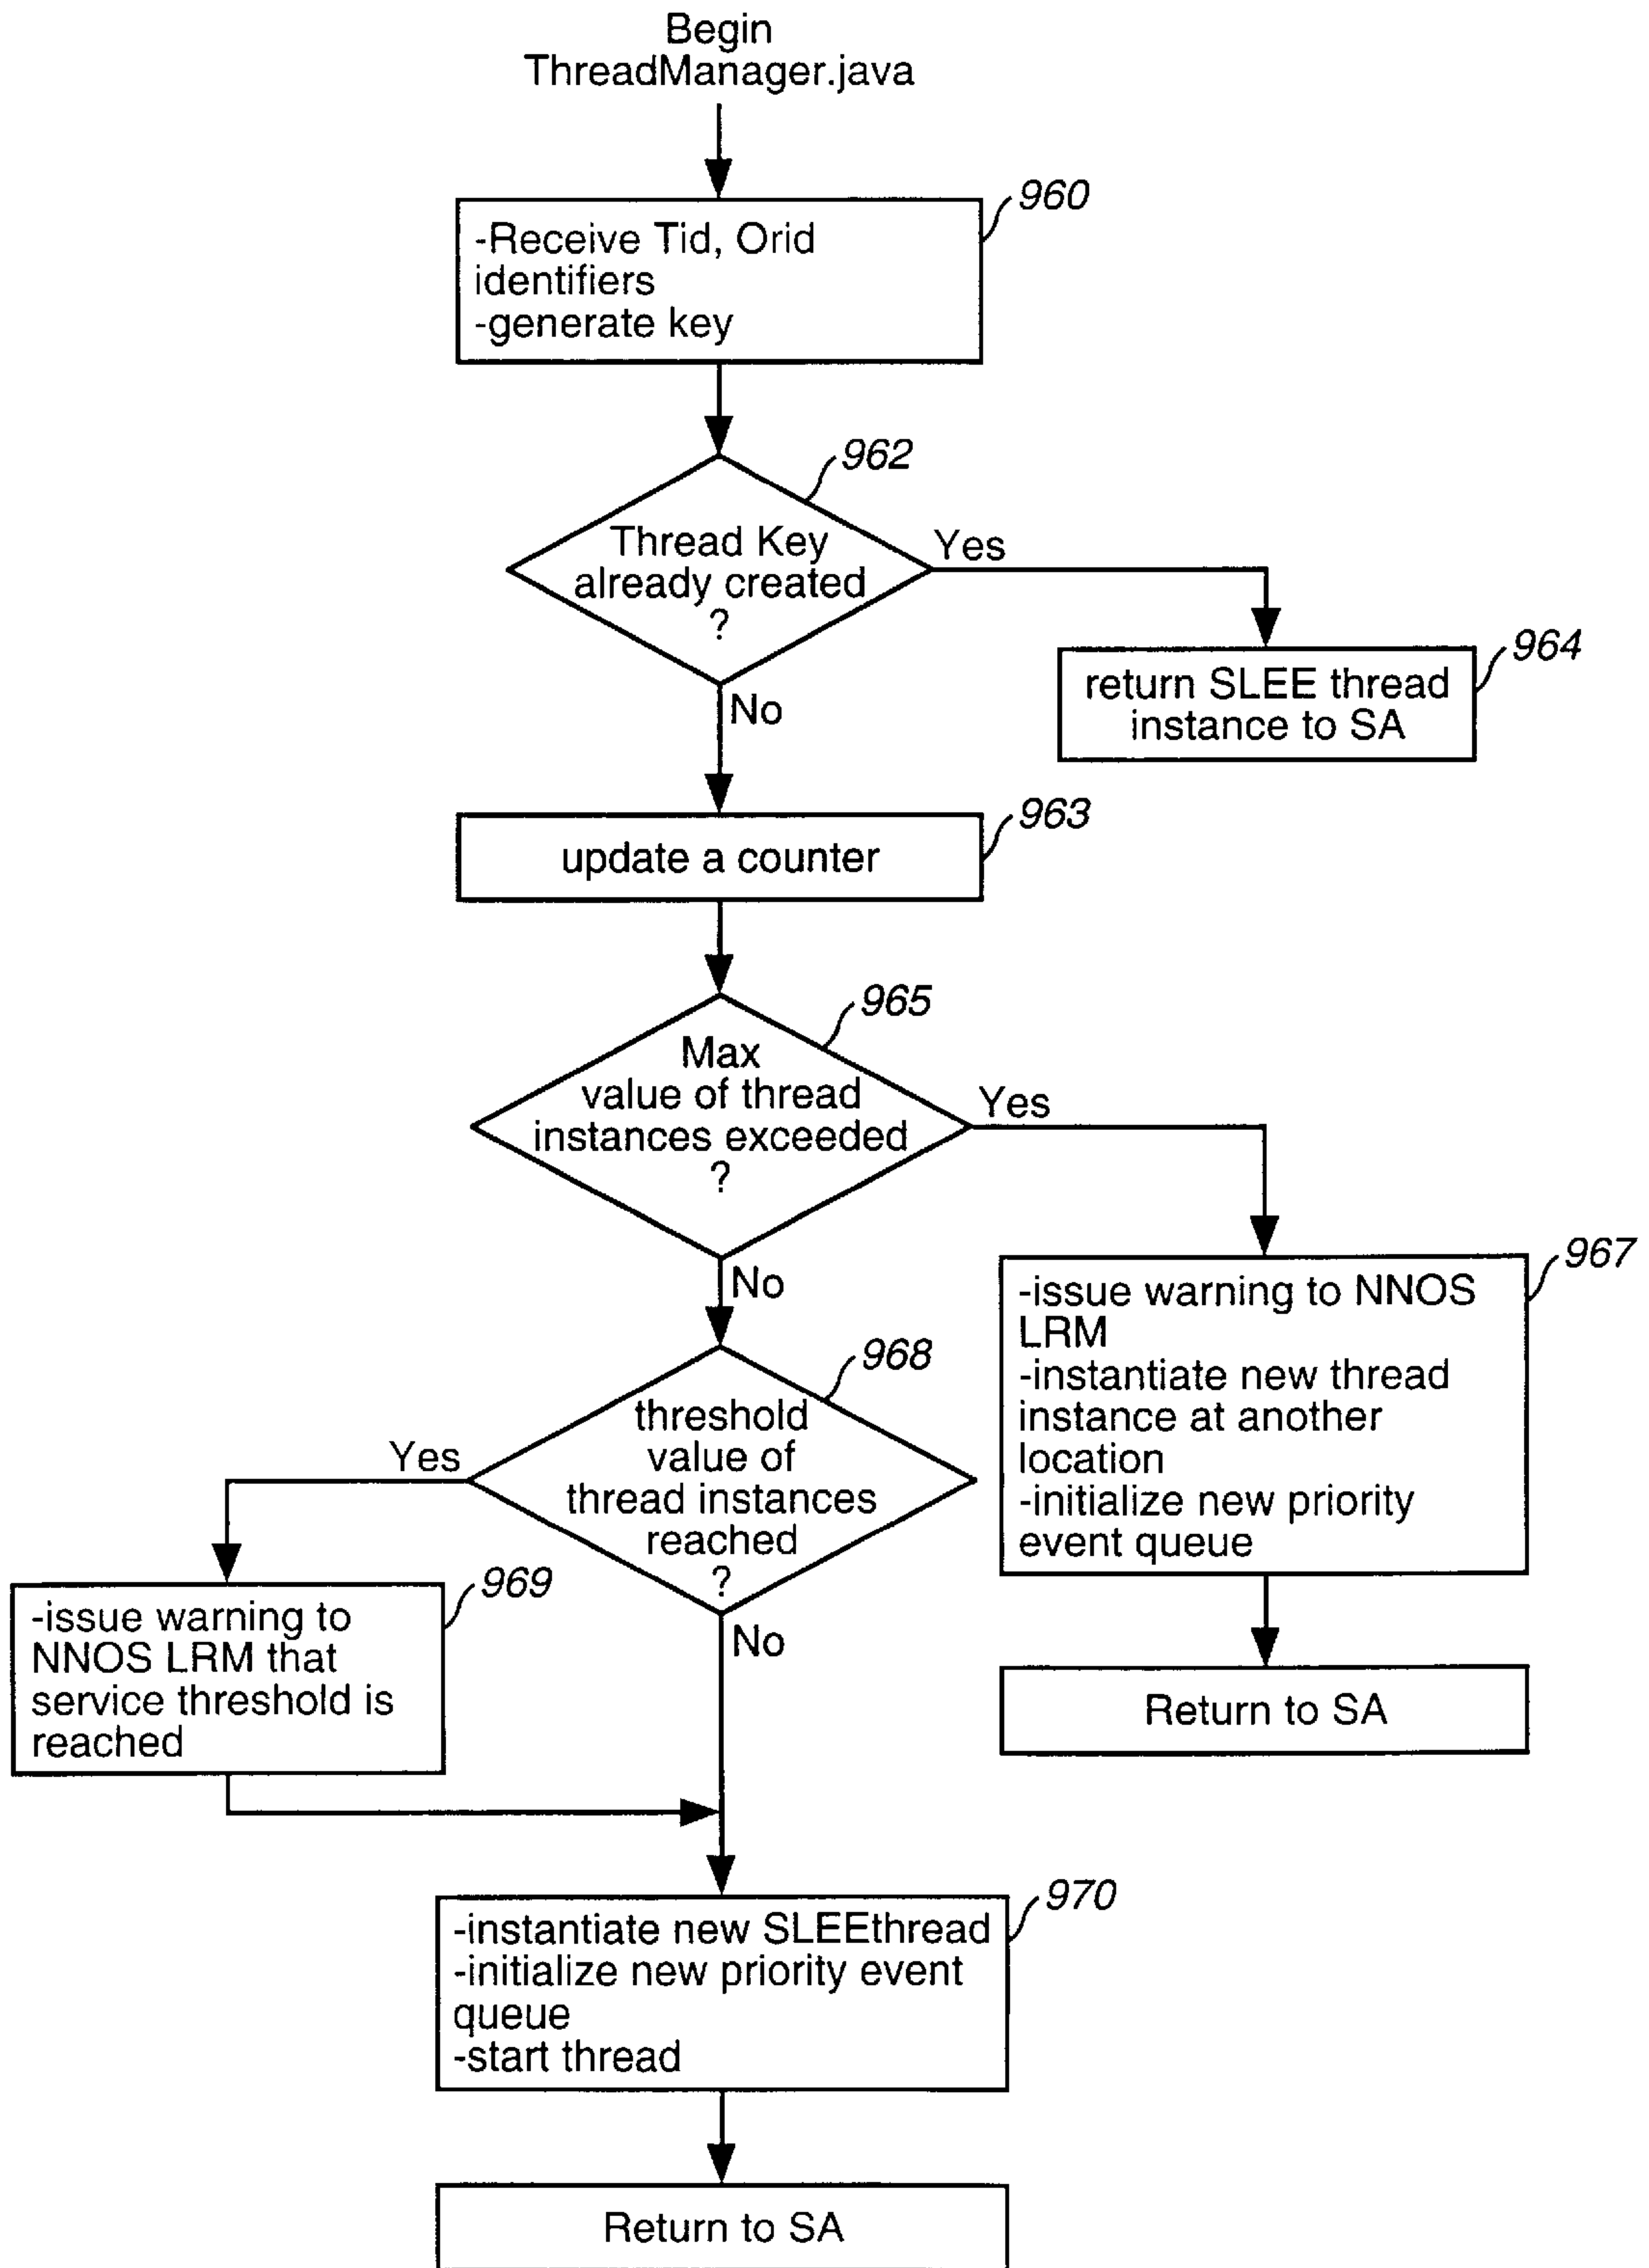 Begin
ThreadManager.java
960
-Receive Tid, Orid
identifiers
-generate key
962
Thread Key
already created
?
Yes
No
964
return SLEE thread
instance to SA
963
update a counter
965
Max
value of thread
instances exceeded
?
Yes
No
967
-issue warning to NNOS
LRM
-instantiate new thread
instance at another
location
-initialize new priority
event queue
968
threshold
value of
thread instances
reached
?
Yes
No
969
-issue warning to
NNOS LRM that
service threshold is
reached
Return to SA
970
-instantiate new SLEEthread
-initialize new priority event
queue
-start thread
Return to SA